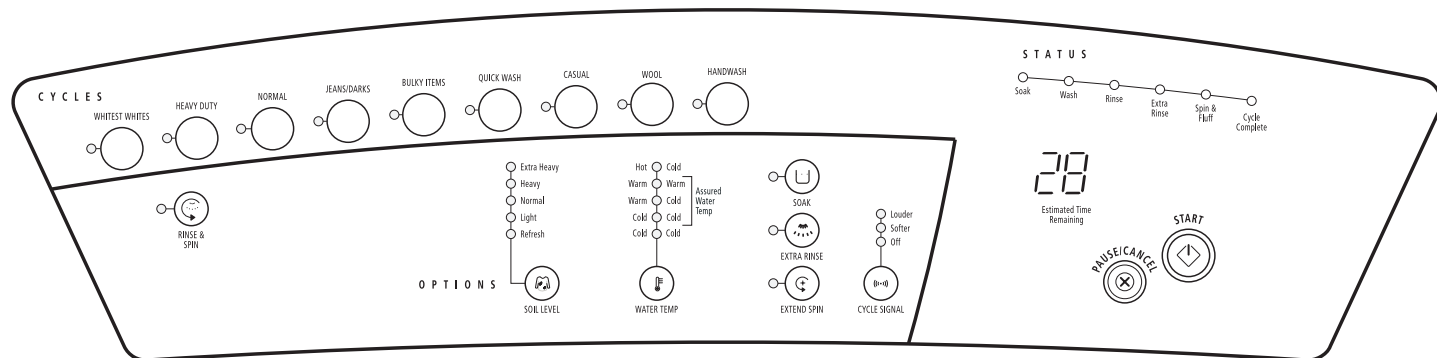 CYCLES
WHITEST WHITES
HEAVY DUTY
NORMAL
JEANS/DARKS
BULKY ITEMS
QUICK WASH
CASUAL
WOOL
HANDWASH
STATUS
Soak
Wash
Rinse
Extra
Rinse
Spin &
Fluff
Cycle
Complete
RINSE &
SPIN
OPTIONS
Extra Heavy
Heavy
Normal
Light
Refresh
SOIL LEVEL
Hot Cold
Warm Warm
Warm Cold
Cold Cold
Cold Cold
Assured
Water
Temp
WATER TEMP
SOAK
EXTRA RINSE
EXTEND SPIN
Louder
Softer
Off
CYCLE SIGNAL
28
Estimated Time
Remaining
PAUSE/CANCEL
START